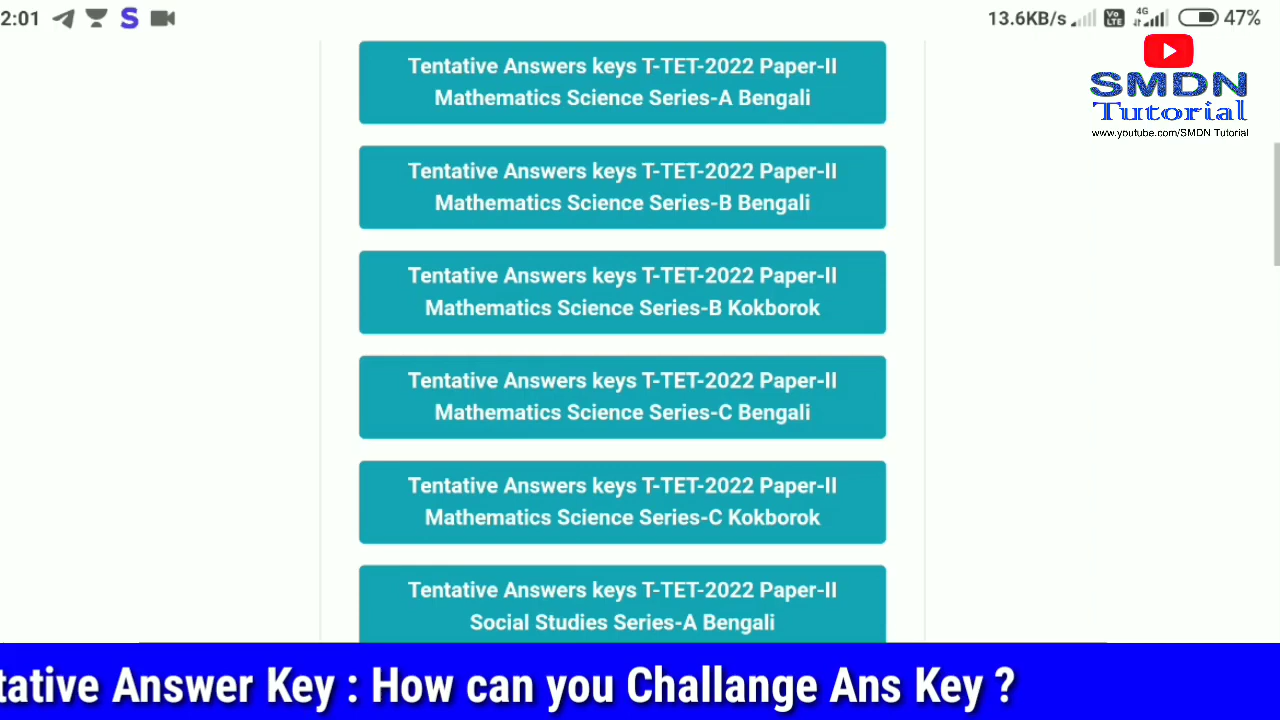 2:01 S 13.6KB/s Vo LTE 4G 47%
SMDN
Tutorial
www.youtube.com/SMDN Tutorial
Tentative Answers keys T-TET-2022 Paper-II
Mathematics Science Series-A Bengali
Tentative Answers keys T-TET-2022 Paper-II
Mathematics Science Series-B Bengali
Tentative Answers keys T-TET-2022 Paper-II
Mathematics Science Series-B Kokborok
Tentative Answers keys T-TET-2022 Paper-II
Mathematics Science Series-C Bengali
Tentative Answers keys T-TET-2022 Paper-II
Mathematics Science Series-C Kokborok
Tentative Answers keys T-TET-2022 Paper-II
Social Studies Series-A Bengali
tative Answer Key : How can you Challange Ans Key ?